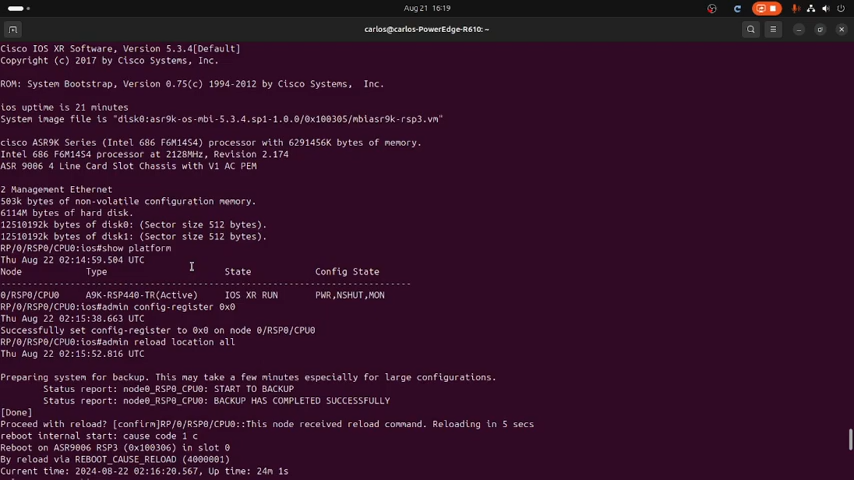 Aug 21 16:19
carlos@carlos-PowerEdge-R610: ~
Cisco IOS XR Software, Version 5.3.4[Default]
Copyright (c) 2017 by Cisco Systems, Inc.
ROM: System Bootstrap, Version 0.75(c) 1994-2012 by Cisco Systems,  Inc.
ios uptime is 21 minutes
System image file is "disk0:asr9k-os-mbi-5.3.4.sp1-1.0.0/0x100305/mbiasr9k-rsp3.vm"
cisco ASR9K Series (Intel 686 F6M14S4) processor with 6291456K bytes of memory.
Intel 686 F6M14S4 processor at 2128MHz, Revision 2.174
ASR 9006 4 Line Card Slot Chassis with V1 AC PEM
2 Management Ethernet
503k bytes of non-volatile configuration memory.
6114M bytes of hard disk.
12510192k bytes of disk0: (Sector size 512 bytes).
12510192k bytes of disk1: (Sector size 512 bytes).
RP/0/RSP0/CPU0:ios#show platform
Thu Aug 22 02:14:59.504 UTC
Node            Type                      State            Config State
-----------------------------------------------------------------------------
0/RSP0/CPU0     A9K-RSP440-TR(Active)     IOS XR RUN       PWR,NSHUT,MON
RP/0/RSP0/CPU0:ios#admin config-register 0x0
Thu Aug 22 02:15:38.663 UTC
Successfully set config-register to 0x0 on node 0/RSP0/CPU0
RP/0/RSP0/CPU0:ios#admin reload location all
Thu Aug 22 02:15:52.816 UTC
Preparing system for backup. This may take a few minutes especially for large configurations.
        Status report: node0_RSP0_CPU0: START TO BACKUP
        Status report: node0_RSP0_CPU0: BACKUP HAS COMPLETED SUCCESSFULLY
[Done]
Proceed with reload? [confirm]RP/0/RSP0/CPU0::This node received reload command. Reloading in 5 secs
reboot internal start: cause code 1 c
Reboot on ASR9006 RSP3 (0x100306) in slot 0
By reload via REBOOT_CAUSE_RELOAD (4000001)
Current time: 2024-08-22 02:16:20.567, Up time: 24m 1s